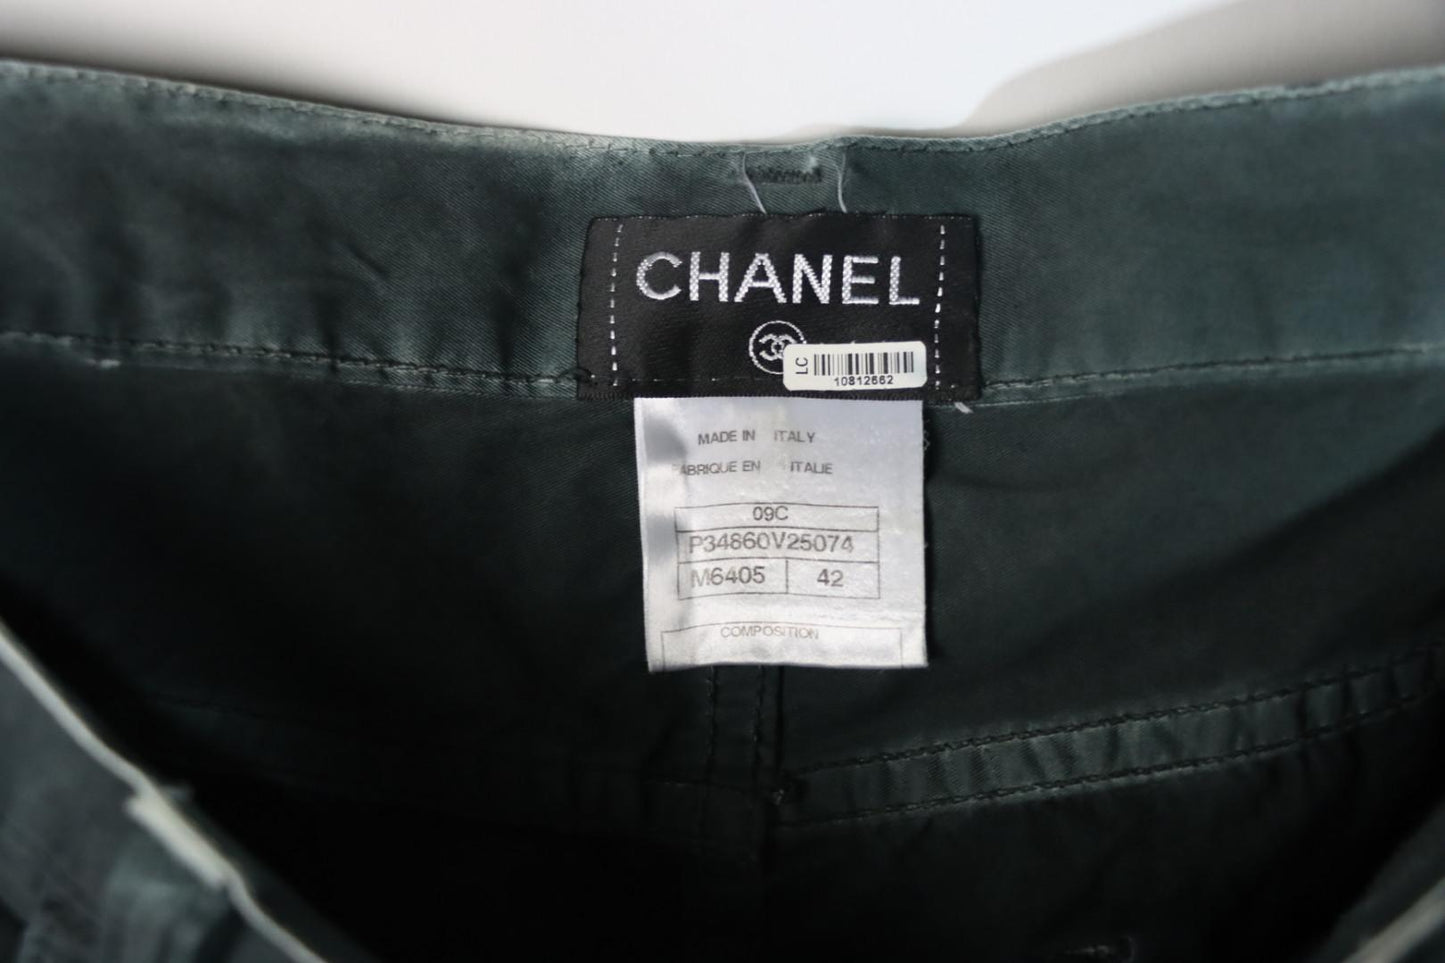 CHANEL
LC
10812662
MADE IN ITALY
FABRIQUE EN ITALIE
09C
P34860V25074
M6405 42
COMPOSITION